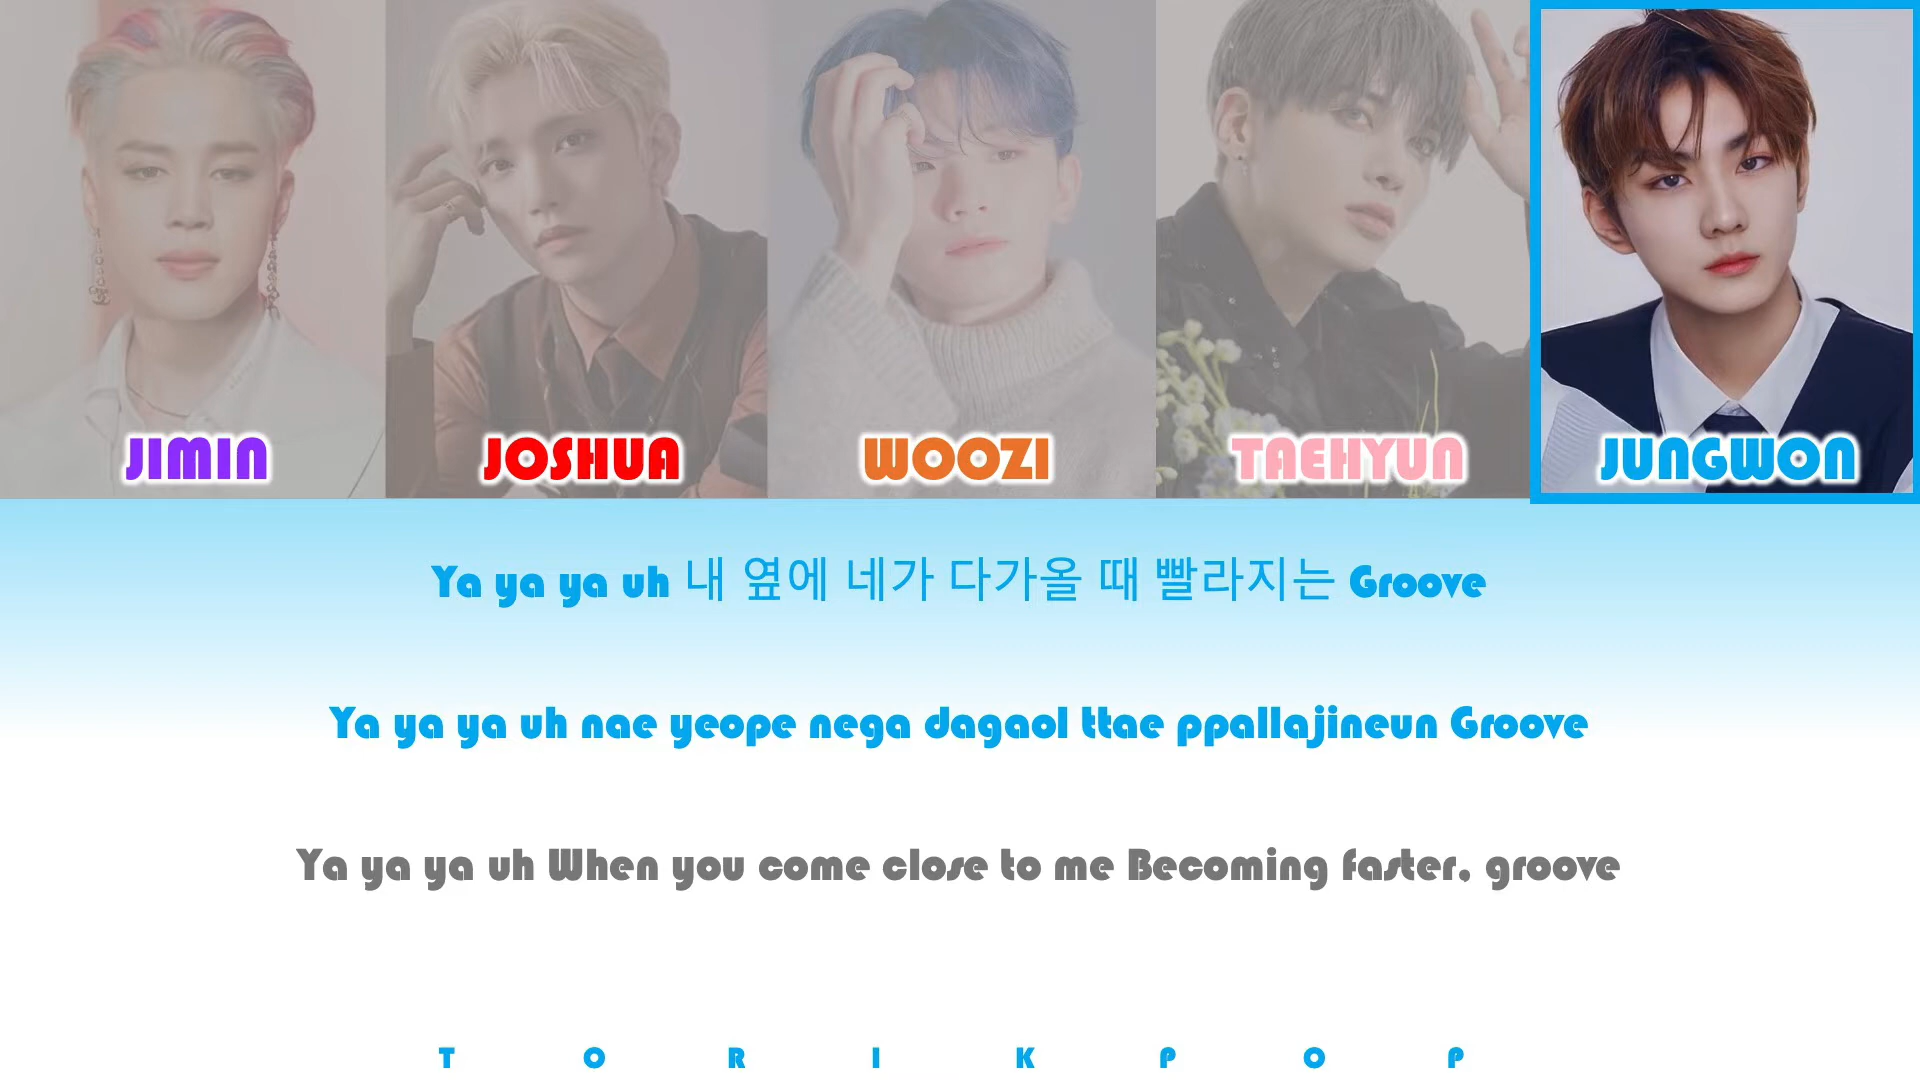 JIMIN
JOSHUA
WOOZI
TAEHYUN
JUNGWON
Ya ya ya uh 내 옆에 네가 다가올 때 빨라지는 Groove
Ya ya ya uh nae yeope nega dagaol ttae ppallajineun Groove
Ya ya ya uh When you come close to me Becoming faster, groove
T O R I K P O P